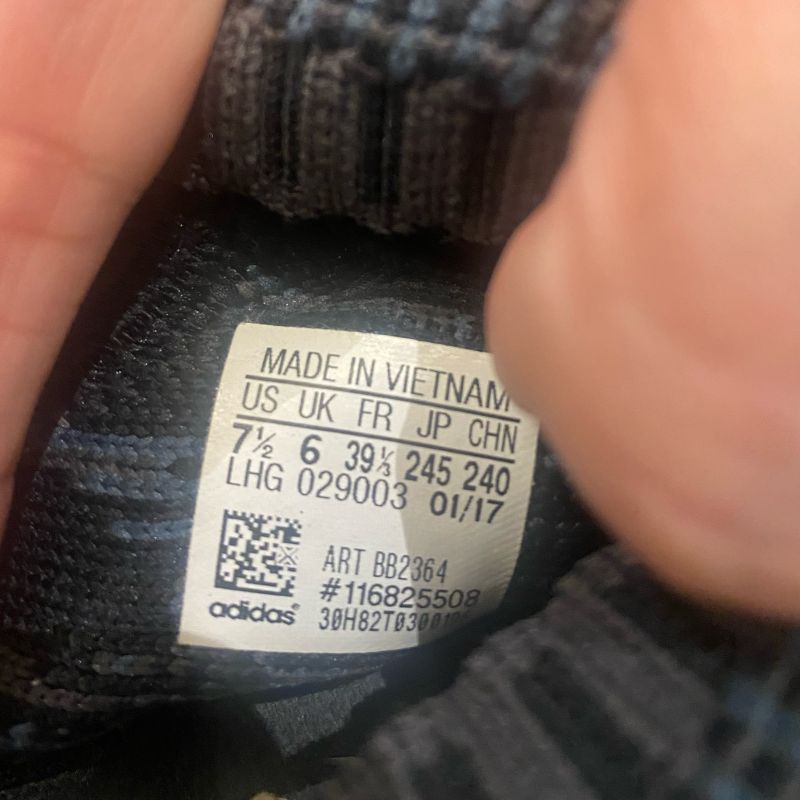 MADE IN VIETNAM
US UK FR JP CHN
7½ 6 39⅓ 245 240
LHG 029003 01/17
ART BB2364
#116825508
adidas®